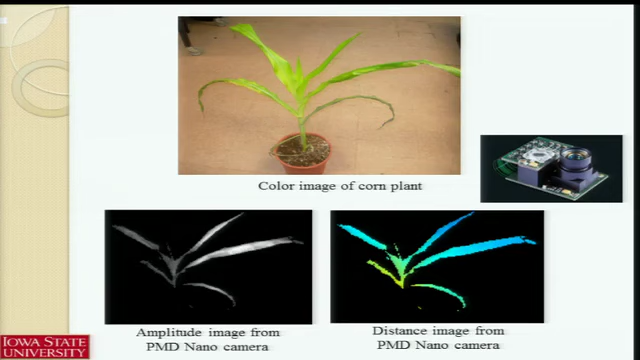 Color image of corn plant
Amplitude image from
PMD Nano camera
Distance image from
PMD Nano camera
IOWA STATE
UNIVERSITY